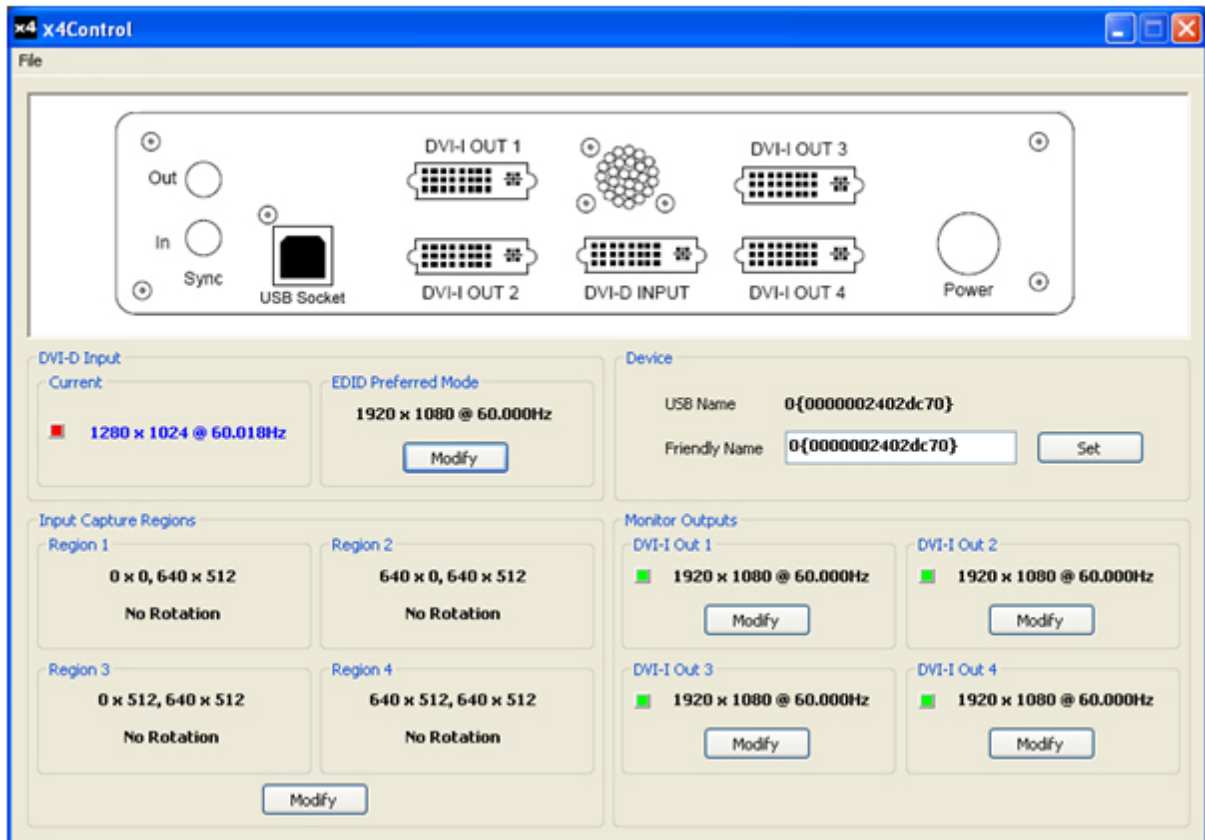 x4 x4Control
File
DVI-I OUT 1
DVI-I OUT 3
Out
In
Sync
USB Socket
DVI-I OUT 2
DVI-D INPUT
DVI-I OUT 4
Power
DVI-D Input
Current
1280 x 1024 @ 60.018Hz
EDID Preferred Mode
1920 x 1080 @ 60.000Hz
Modify
Device
USB Name 0{0000002402dc70}
Friendly Name 0{0000002402dc70} Set
Input Capture Regions
Region 1
0 x 0, 640 x 512
No Rotation
Region 2
640 x 0, 640 x 512
No Rotation
Region 3
0 x 512, 640 x 512
No Rotation
Region 4
640 x 512, 640 x 512
No Rotation
Modify
Monitor Outputs
DVI-I Out 1
1920 x 1080 @ 60.000Hz
Modify
DVI-I Out 2
1920 x 1080 @ 60.000Hz
Modify
DVI-I Out 3
1920 x 1080 @ 60.000Hz
Modify
DVI-I Out 4
1920 x 1080 @ 60.000Hz
Modify